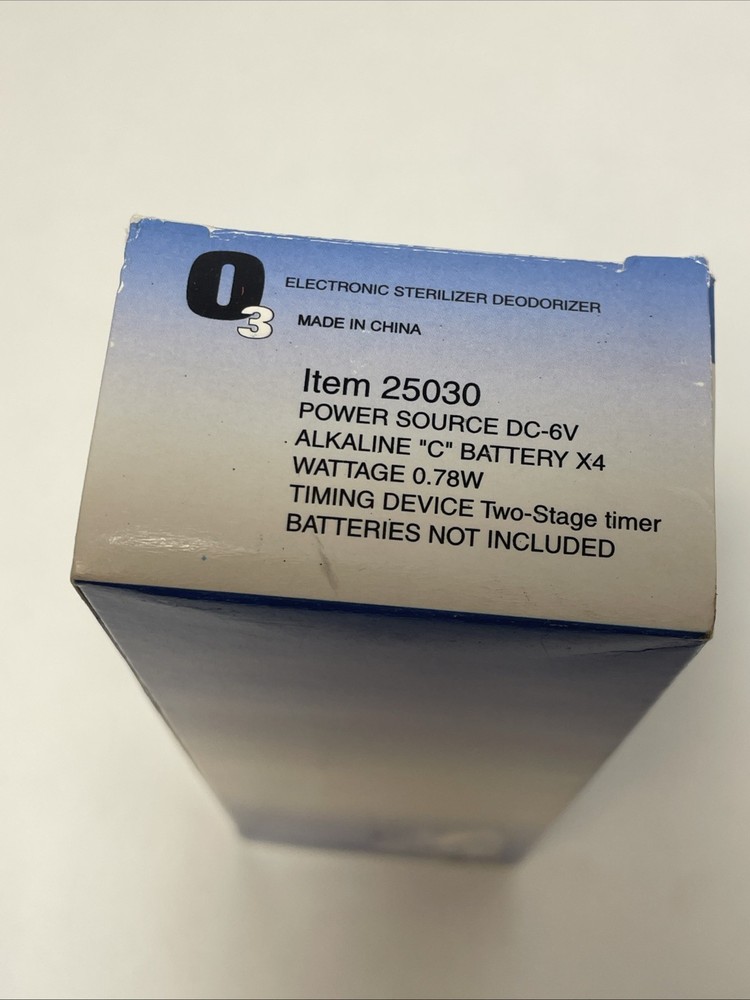 O3
ELECTRONIC STERILIZER DEODORIZER
MADE IN CHINA
Item 25030
POWER SOURCE DC-6V
ALKALINE "C" BATTERY X4
WATTAGE 0.78W
TIMING DEVICE Two-Stage timer
BATTERIES NOT INCLUDED